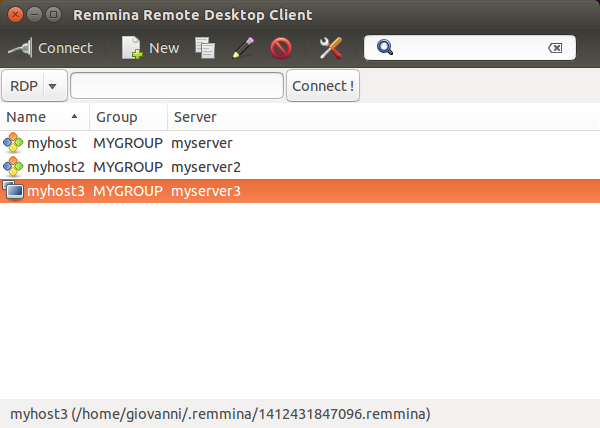 Remmina Remote Desktop Client
Connect New
RDP Connect !
Name Group Server
myhost MYGROUP myserver
myhost2 MYGROUP myserver2
myhost3 MYGROUP myserver3
myhost3 (/home/giovanni/.remmina/1412431847096.remmina)